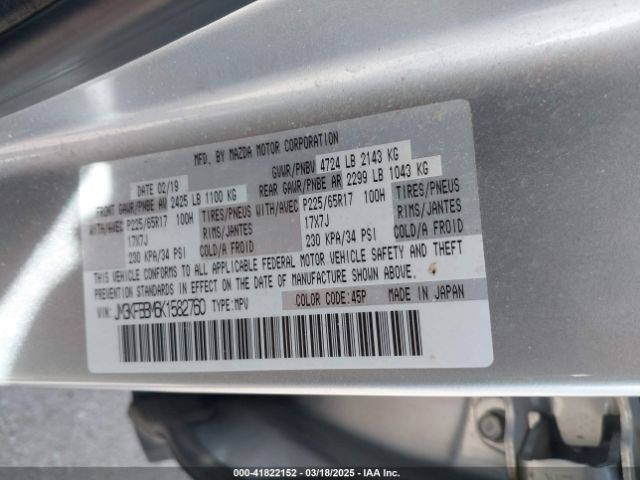 MFD. BY MAZDA MOTOR CORPORATION
DATE 02/19 GVWR/PNBV 4724 LB 2143 KG
FRONT GAWR/PNBE AV 2425 LB 1100 KG REAR GAWR/PNBE AR 2299 LB 1043 KG
WITH/AVEC P225/65R17 100H TIRES/PNEUS WITH/AVEC P225/65R17 100H TIRES/PNEUS
17X7J RIMS/JANTES 17X7J RIMS/JANTES
230 KPA/34 PSI COLD/A FROID 230 KPA/34 PSI COLD/A FROID
THIS VEHICLE CONFORMS TO ALL APPLICABLE FEDERAL MOTOR VEHICLE SAFETY AND THEFT
PREVENTION STANDARDS IN EFFECT ON THE DATE OF MANUFACTURE SHOWN ABOVE.
VIN: JM3KFBBM6K1582760 TYPE:MPV COLOR CODE:45P MADE IN JAPAN
000-41822152 — 03/18/2025 — IAA Inc.